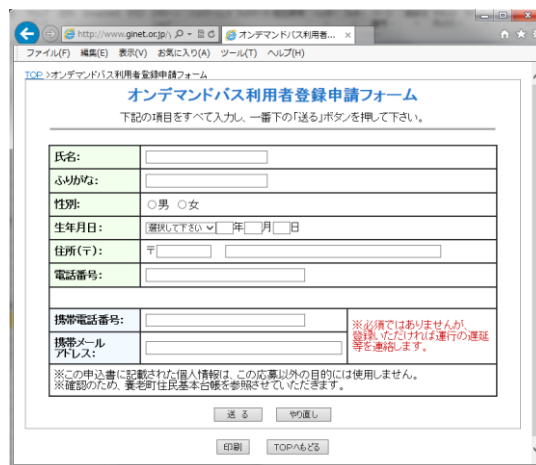 http://www.ginet.or.jp/
オンデマンドバス利用者...
ファイル(F) 編集(E) 表示(V) お気に入り(A) ツール(T) ヘルプ(H)
TOP >オンデマンドバス利用者登録申請フォーム
オンデマンドバス利用者登録申請フォーム
下記の項目をすべて入力し、一番下の「送る」ボタンを押して下さい。
氏名:
ふりがな:
性別: ○男 ○女
生年月日: 選択して下さい 年 月 日
住所(〒): 〒
電話番号:
携帯電話番号:
携帯メール
アドレス:
※必須ではありませんが、
登録いただければ運行の遅延
等を連絡します。
※この申込書に記載された個人情報は、この応募以外の目的には使用しません。
※確認のため、養老町住民基本台帳を参照させていただきます。
送る やり直し
印刷 TOPへもどる